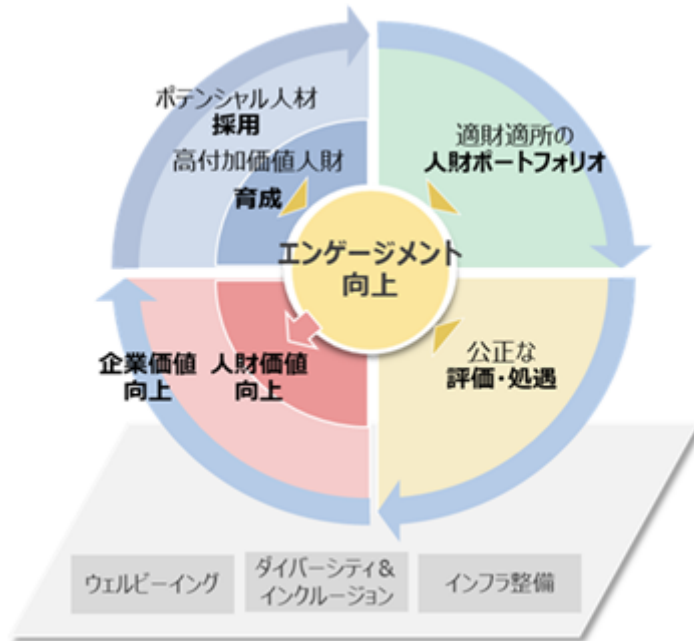 ポテンシャル人材
採用
高付加価値人財
育成
適財適所の
人財ポートフォリオ
エンゲージメント
向上
企業価値
向上
人財価値
向上
公正な
評価・処遇
ウェルビーイング
ダイバーシティ&
インクルージョン
インフラ整備